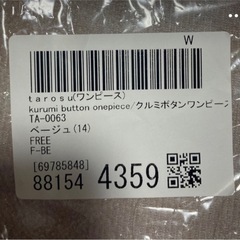 W
tarosu(ワンピース)
kurumi button onepiece/クルミボタンワンピース
TA-0063
ベージュ(14)
FREE
F-BE
[69785848]
88154 4359